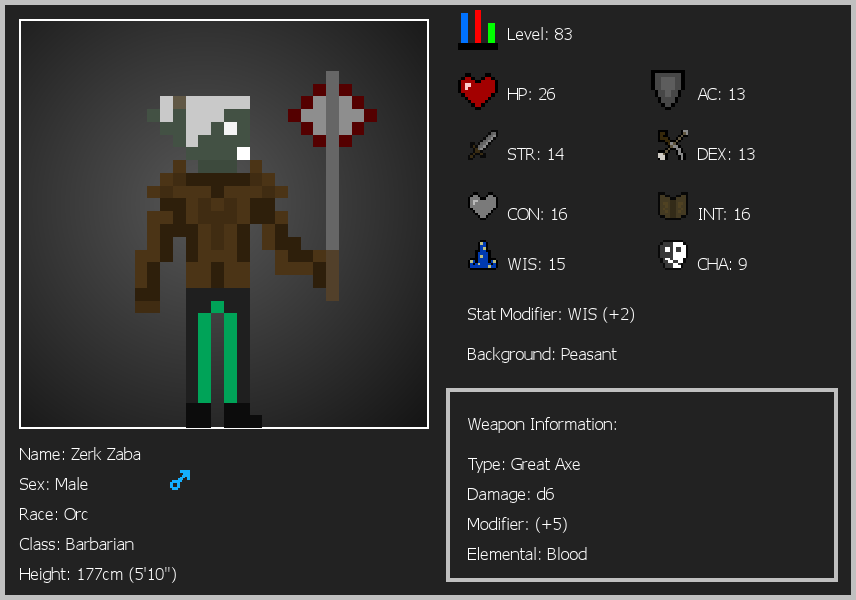 Level: 83
HP: 26
AC: 13
STR: 14
DEX: 13
CON: 16
INT: 16
WIS: 15
CHA: 9
Stat Modifier: WIS (+2)
Background: Peasant
Weapon Information:
Type: Great Axe
Damage: d6
Modifier: (+5)
Elemental: Blood
Name: Zerk Zaba
Sex: Male
Race: Orc
Class: Barbarian
Height: 177cm (5'10")